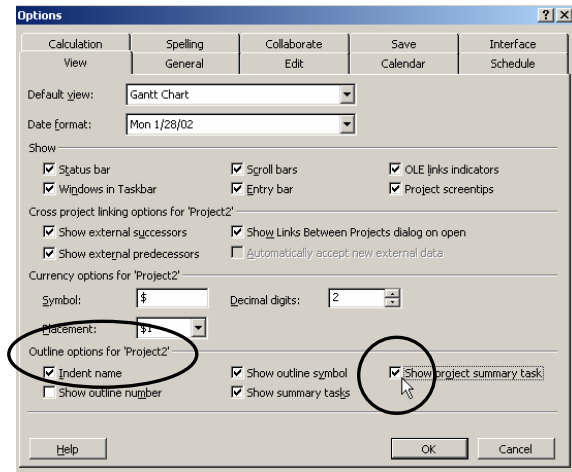 Options
Calculation Spelling Collaborate Save Interface
View General Edit Calendar Schedule
Default view: Gantt Chart
Date format: Mon 1/28/02
Show
Status bar Scroll bars OLE links indicators
Windows in Taskbar Entry bar Project screentips
Cross project linking options for 'Project2'
Show external successors Show Links Between Projects dialog on open
Show external predecessors Automatically accept new external data
Currency options for 'Project2'
Symbol: $ Decimal digits: 2
Placement: $1
Outline options for 'Project2'
Indent name Show outline symbol Show project summary task
Show outline number Show summary tasks
Help OK Cancel